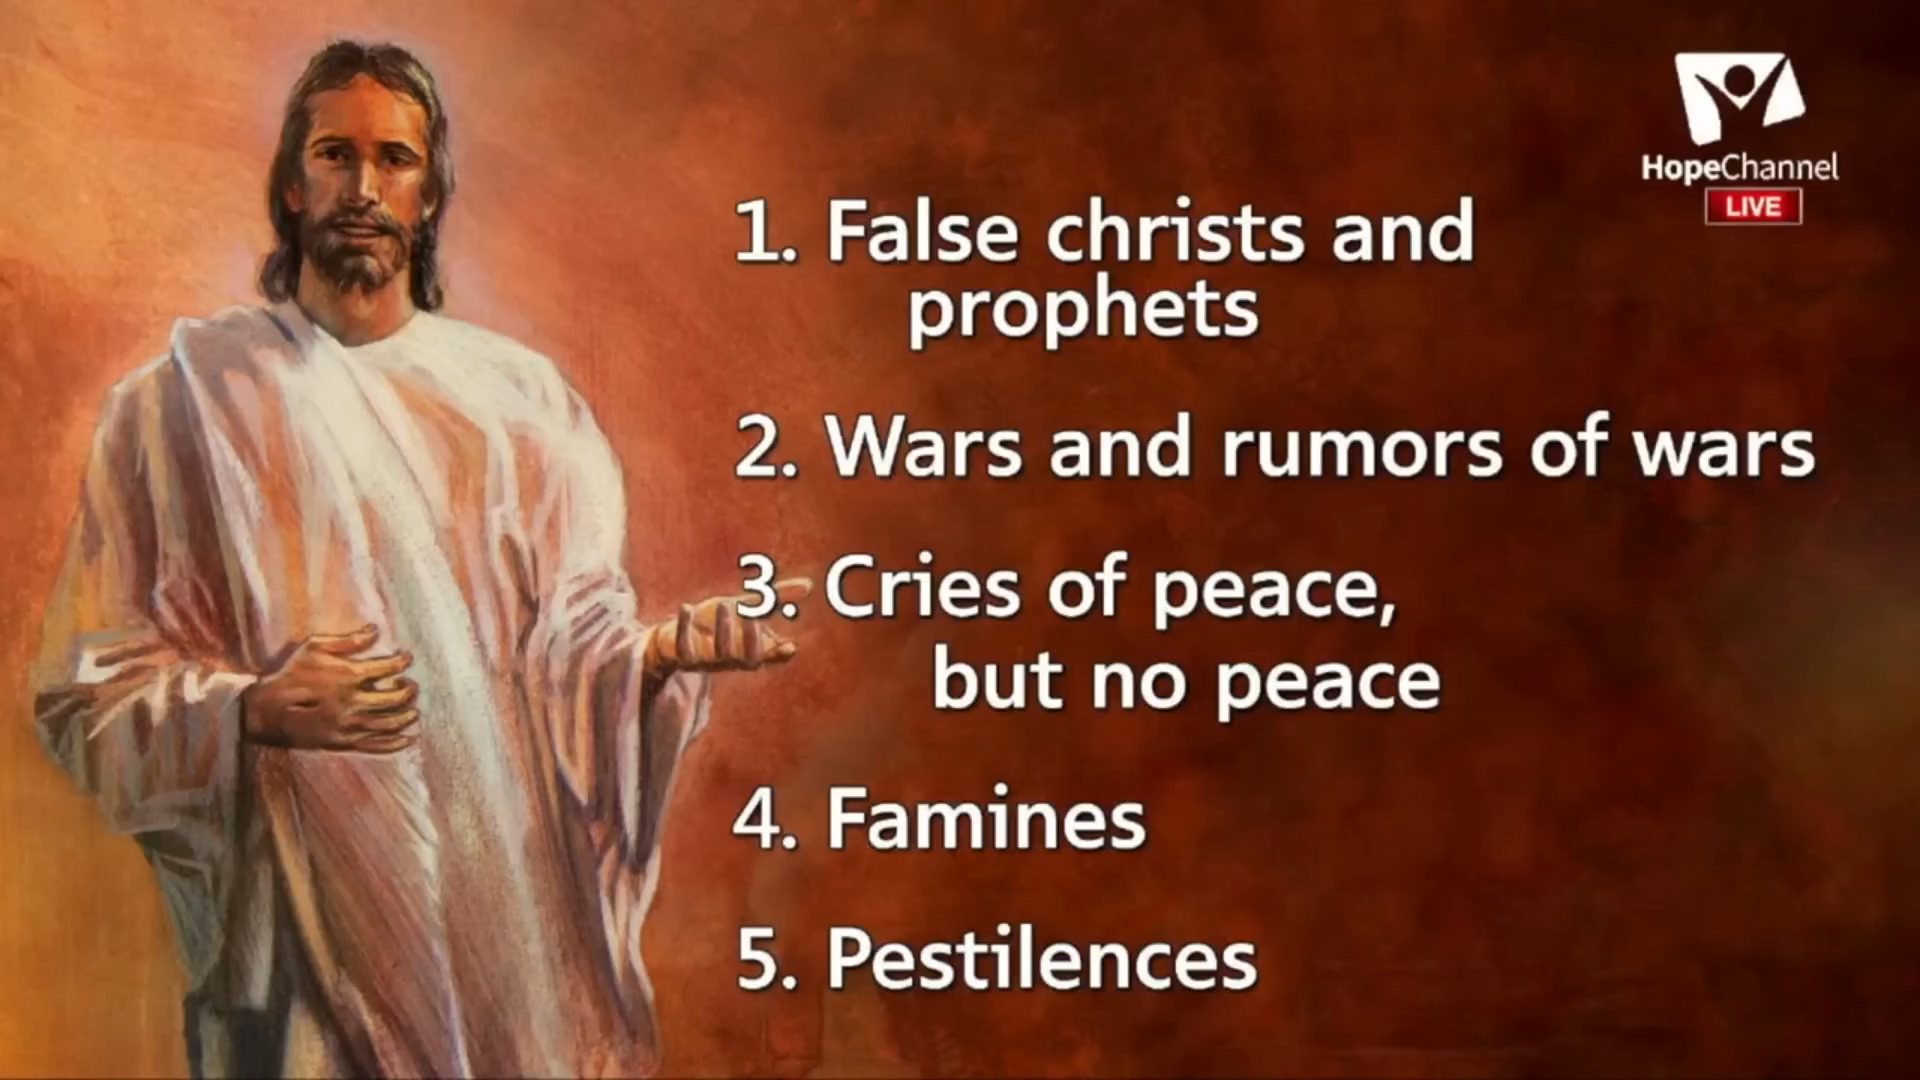 HopeChannel
LIVE
1. False christs and
prophets
2. Wars and rumors of wars
3. Cries of peace,
but no peace
4. Famines
5. Pestilences